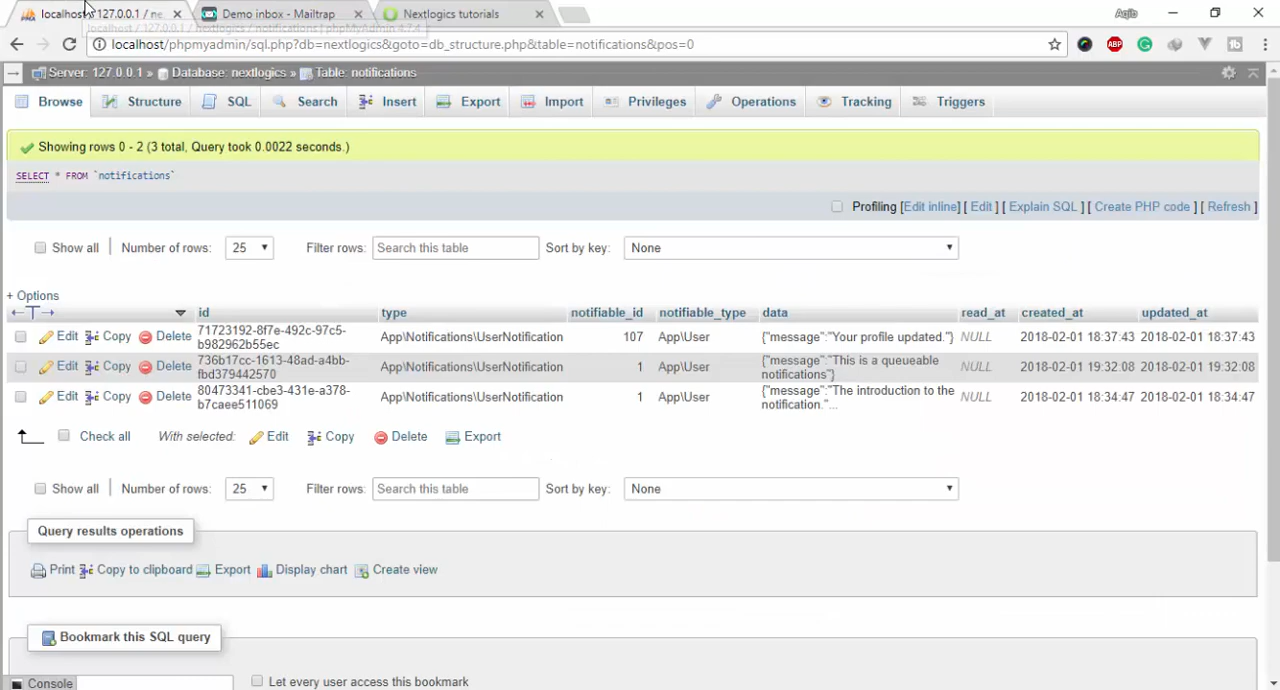 localhost / 127.0.0.1 / ne
Demo inbox - Mailtrap
Nextlogics tutorials
Aqib
localhost / 127.0.0.1 / nextlogics / notifications | phpMyAdmin 4.7.4
localhost/phpmyadmin/sql.php?db=nextlogics&goto=db_structure.php&table=notifications&pos=0
ABP
Server: 127.0.0.1 » Database: nextlogics » Table: notifications
Browse Structure SQL Search Insert Export Import Privileges Operations Tracking Triggers
Showing rows 0 - 2 (3 total, Query took 0.0022 seconds.)
SELECT * FROM `notifications`
Profiling [Edit inline] [ Edit ] [ Explain SQL ] [ Create PHP code ] [ Refresh ]
Show all | Number of rows: 25 Filter rows: Search this table Sort by key: None
+ Options
←T→ id type notifiable_id notifiable_type data read_at created_at updated_at
Edit Copy Delete 71723192-8f7e-492c-97c5-b982962b55ec App\Notifications\UserNotification 107 App\User {"message":"Your profile updated."} NULL 2018-02-01 18:37:43 2018-02-01 18:37:43
Edit Copy Delete 736b17cc-1613-48ad-a4bb-fbd379442570 App\Notifications\UserNotification 1 App\User {"message":"This is a queueable notifications"} NULL 2018-02-01 19:32:08 2018-02-01 19:32:08
Edit Copy Delete 80473341-cbe3-431e-a378-b7caee511069 App\Notifications\UserNotification 1 App\User {"message":"The introduction to the notification."... NULL 2018-02-01 18:34:47 2018-02-01 18:34:47
Check all With selected: Edit Copy Delete Export
Show all | Number of rows: 25 Filter rows: Search this table Sort by key: None
Query results operations
Print Copy to clipboard Export Display chart Create view
Bookmark this SQL query
Console
Let every user access this bookmark